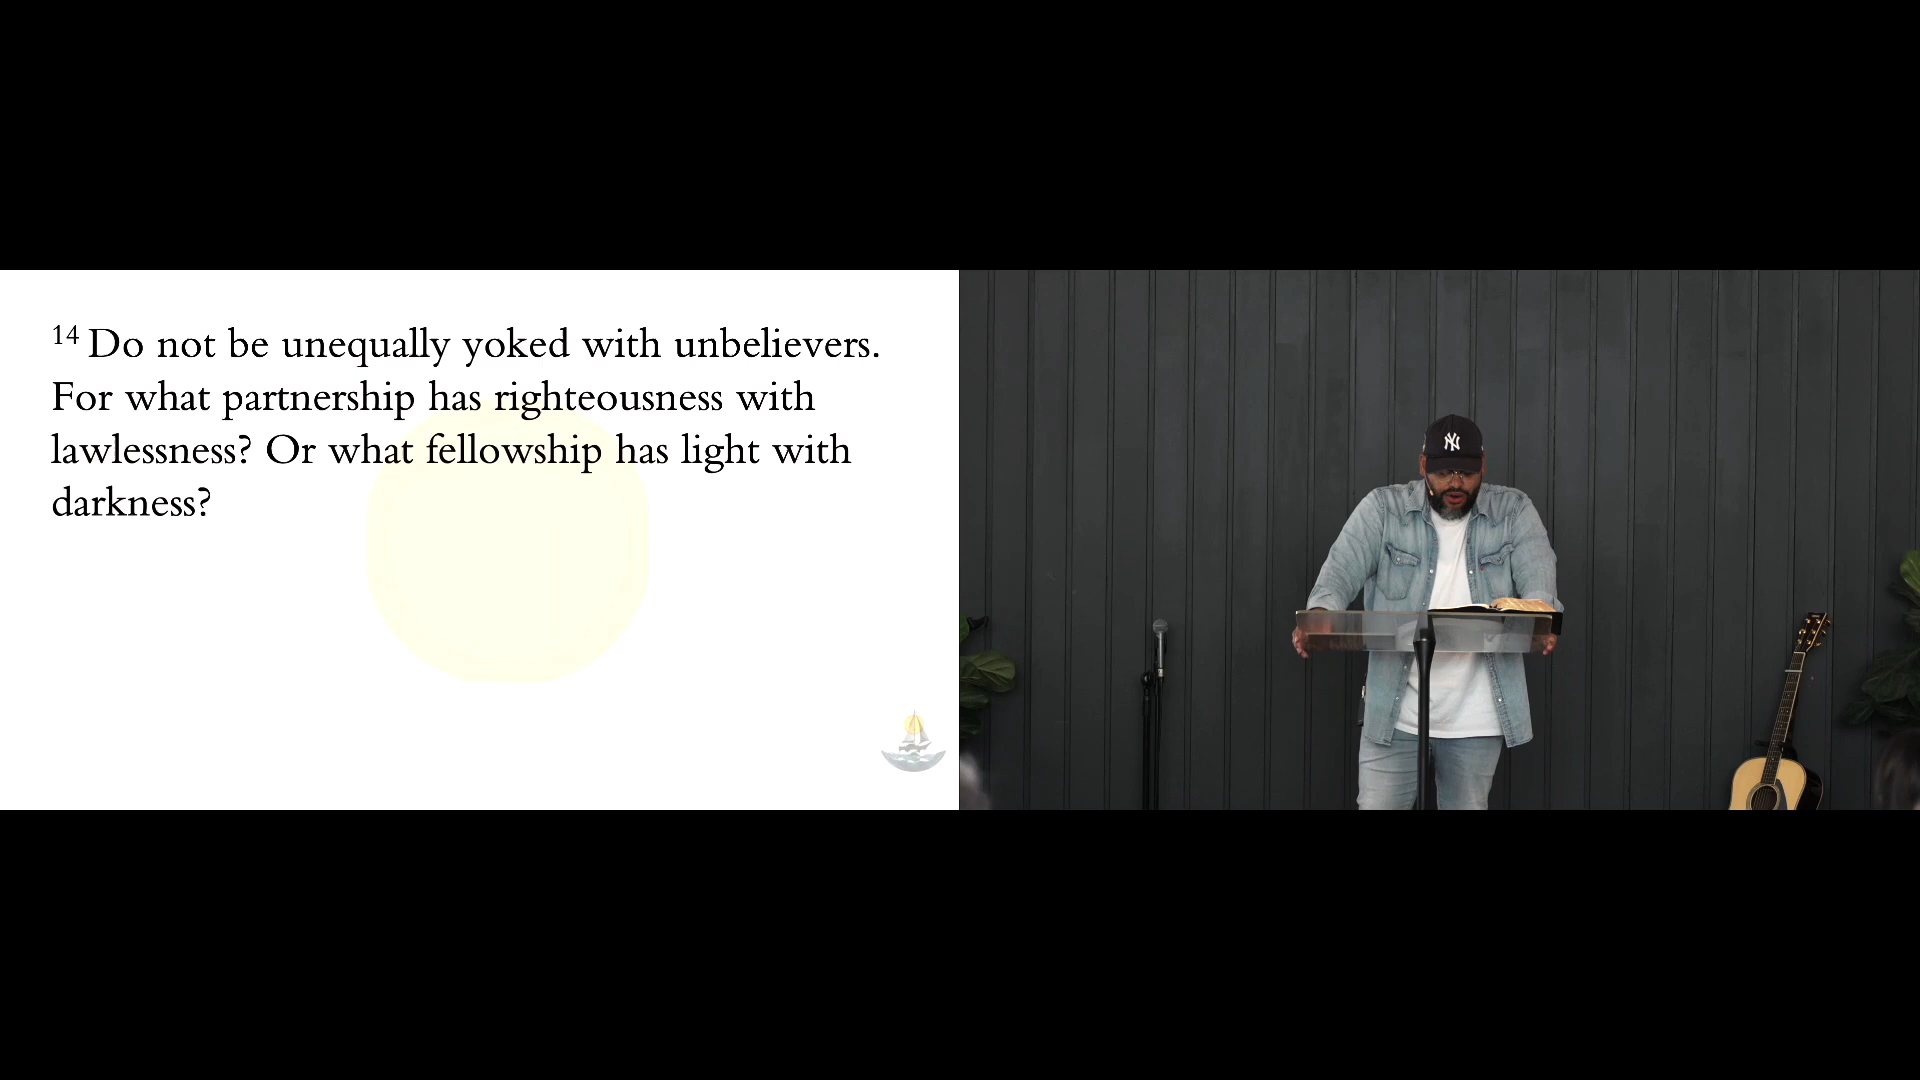 14 Do not be unequally yoked with unbelievers.
For what partnership has righteousness with
lawlessness? Or what fellowship has light with
darkness?
NY